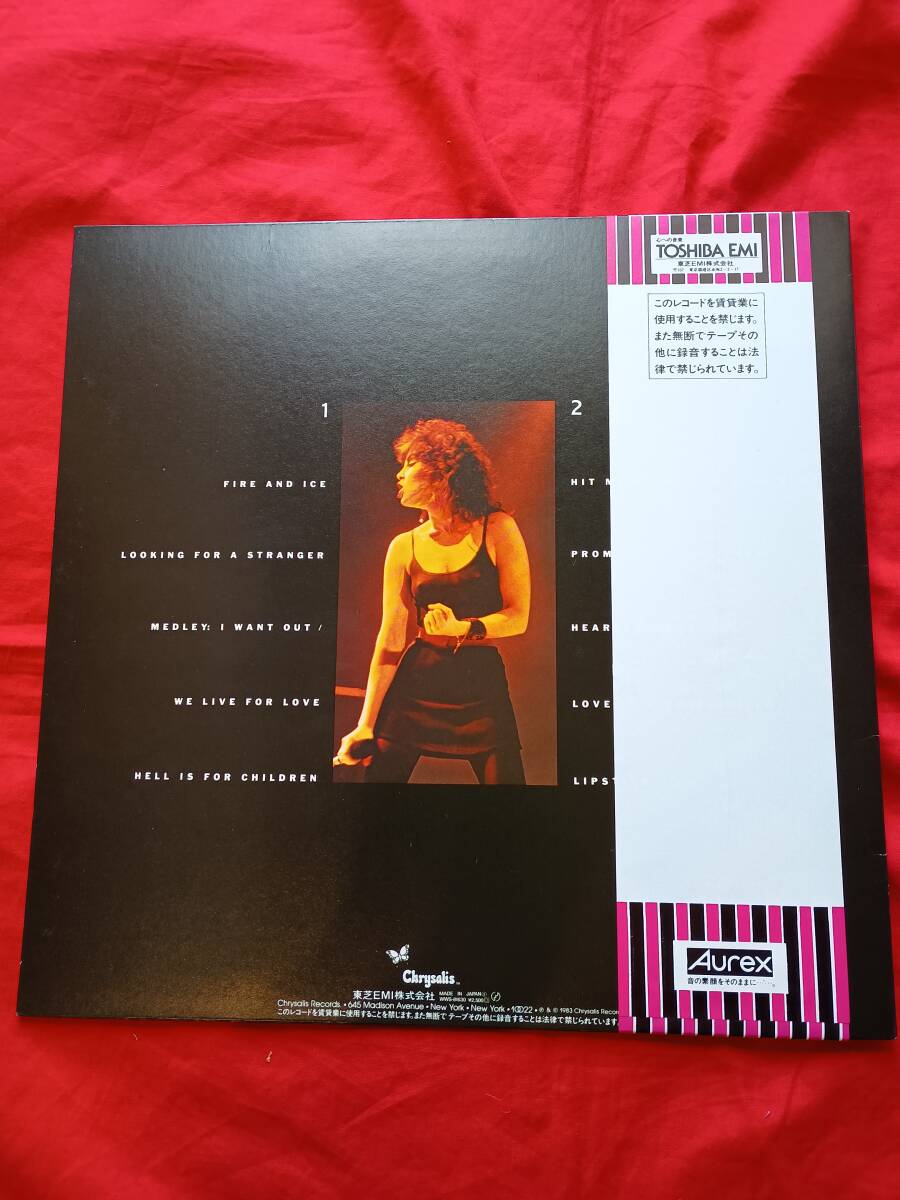 心への音楽
TOSHIBA EMI
東芝EMI株式会社
このレコードを賃貸業に
使用することを禁じます。
また無断でテープその
他に録音することは法
律で禁じられています。
1
2
FIRE AND ICE
LOOKING FOR A STRANGER
MEDLEY: I WANT OUT /
WE LIVE FOR LOVE
HELL IS FOR CHILDREN
HIT M
PROM
HEAR
LOVE
LIPST
Chrysalis
東芝EMI株式会社 MADE IN JAPAN
WWS-81630 ¥2,500
Chrysalis Records • 645 Madison Avenue • New York • New York • 10022 • ℗ & © 1983 Chrysalis Recor
このレコードを賃貸業に使用することを禁じます。また無断でテープその他に録音することは法律で禁じられています
Aurex
音の素顔をそのままに……。